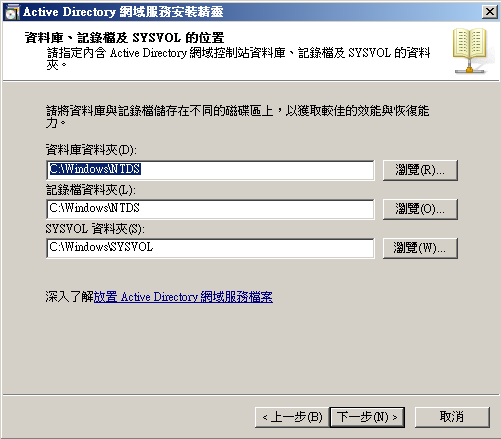 Active Directory 網域服務安裝精靈
資料庫、記錄檔及 SYSVOL 的位置
請指定內含 Active Directory 網域控制站資料庫、記錄檔及 SYSVOL 的資料
夾。
請將資料庫與記錄檔儲存在不同的磁碟區上，以獲取較佳的效能與恢復能
力。
資料庫資料夾(D):
C:\Windows\NTDS
瀏覽(R)...
記錄檔資料夾(L):
C:\Windows\NTDS
瀏覽(O)...
SYSVOL 資料夾(S):
C:\Windows\SYSVOL
瀏覽(W)...
深入了解放置 Active Directory 網域服務檔案
< 上一步(B) 下一步(N) > 取消